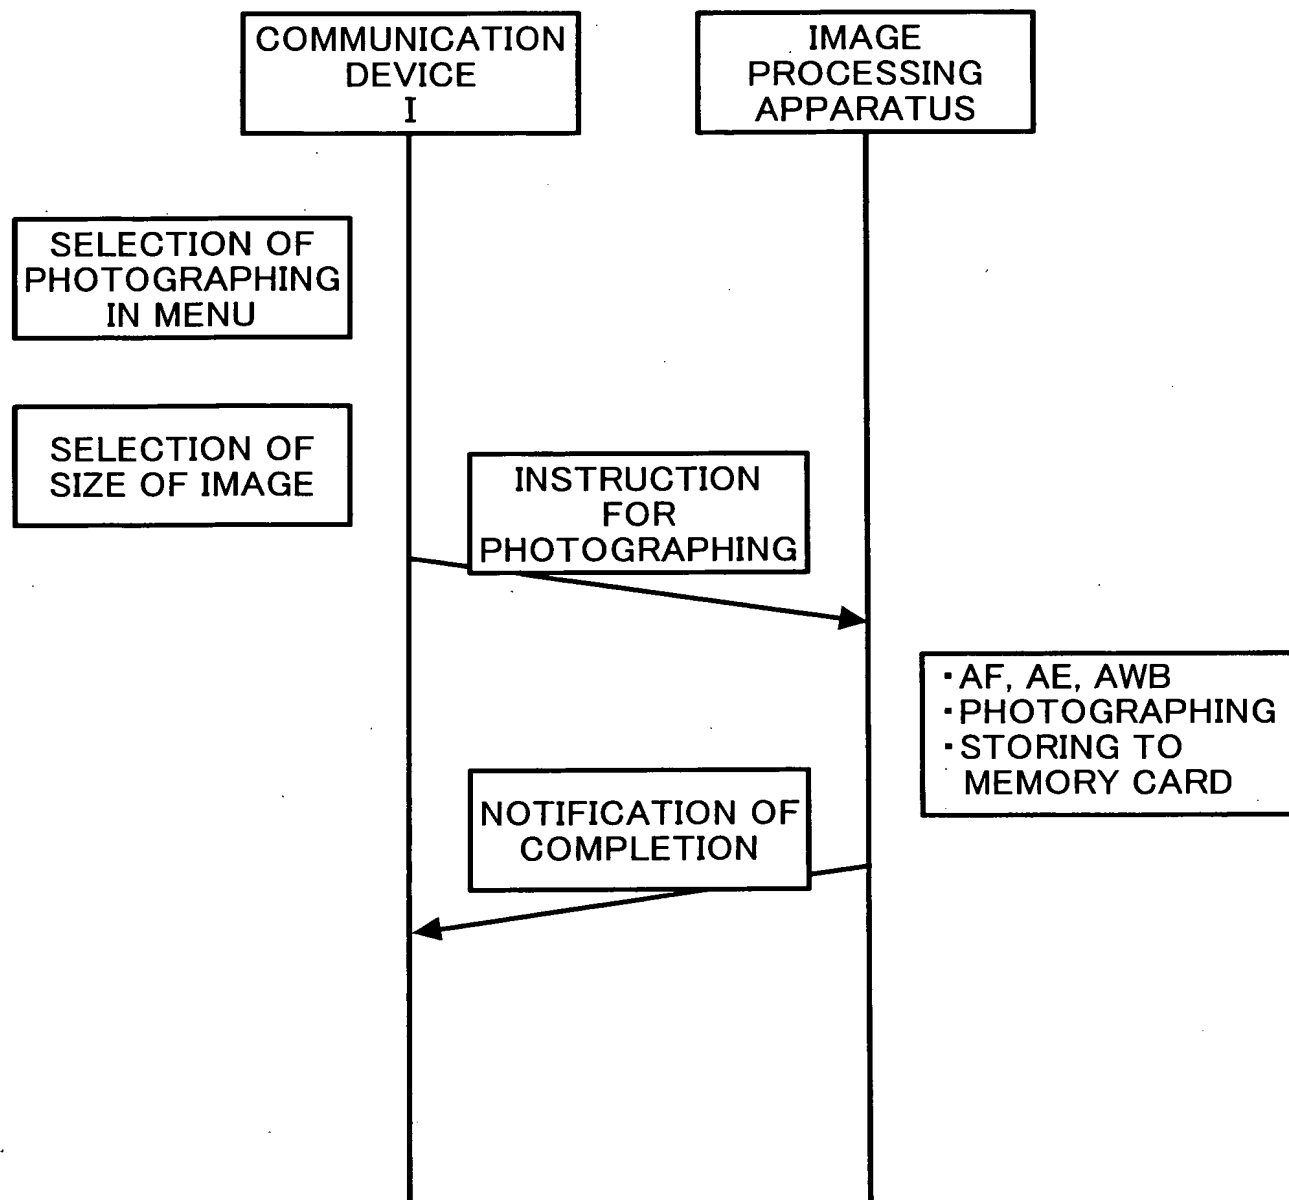 COMMUNICATION
DEVICE
I
IMAGE
PROCESSING
APPARATUS
SELECTION OF
PHOTOGRAPHING
IN MENU
SELECTION OF
SIZE OF IMAGE
INSTRUCTION
FOR
PHOTOGRAPHING
・AF, AE, AWB
・PHOTOGRAPHING
・STORING TO
MEMORY CARD
NOTIFICATION OF
COMPLETION